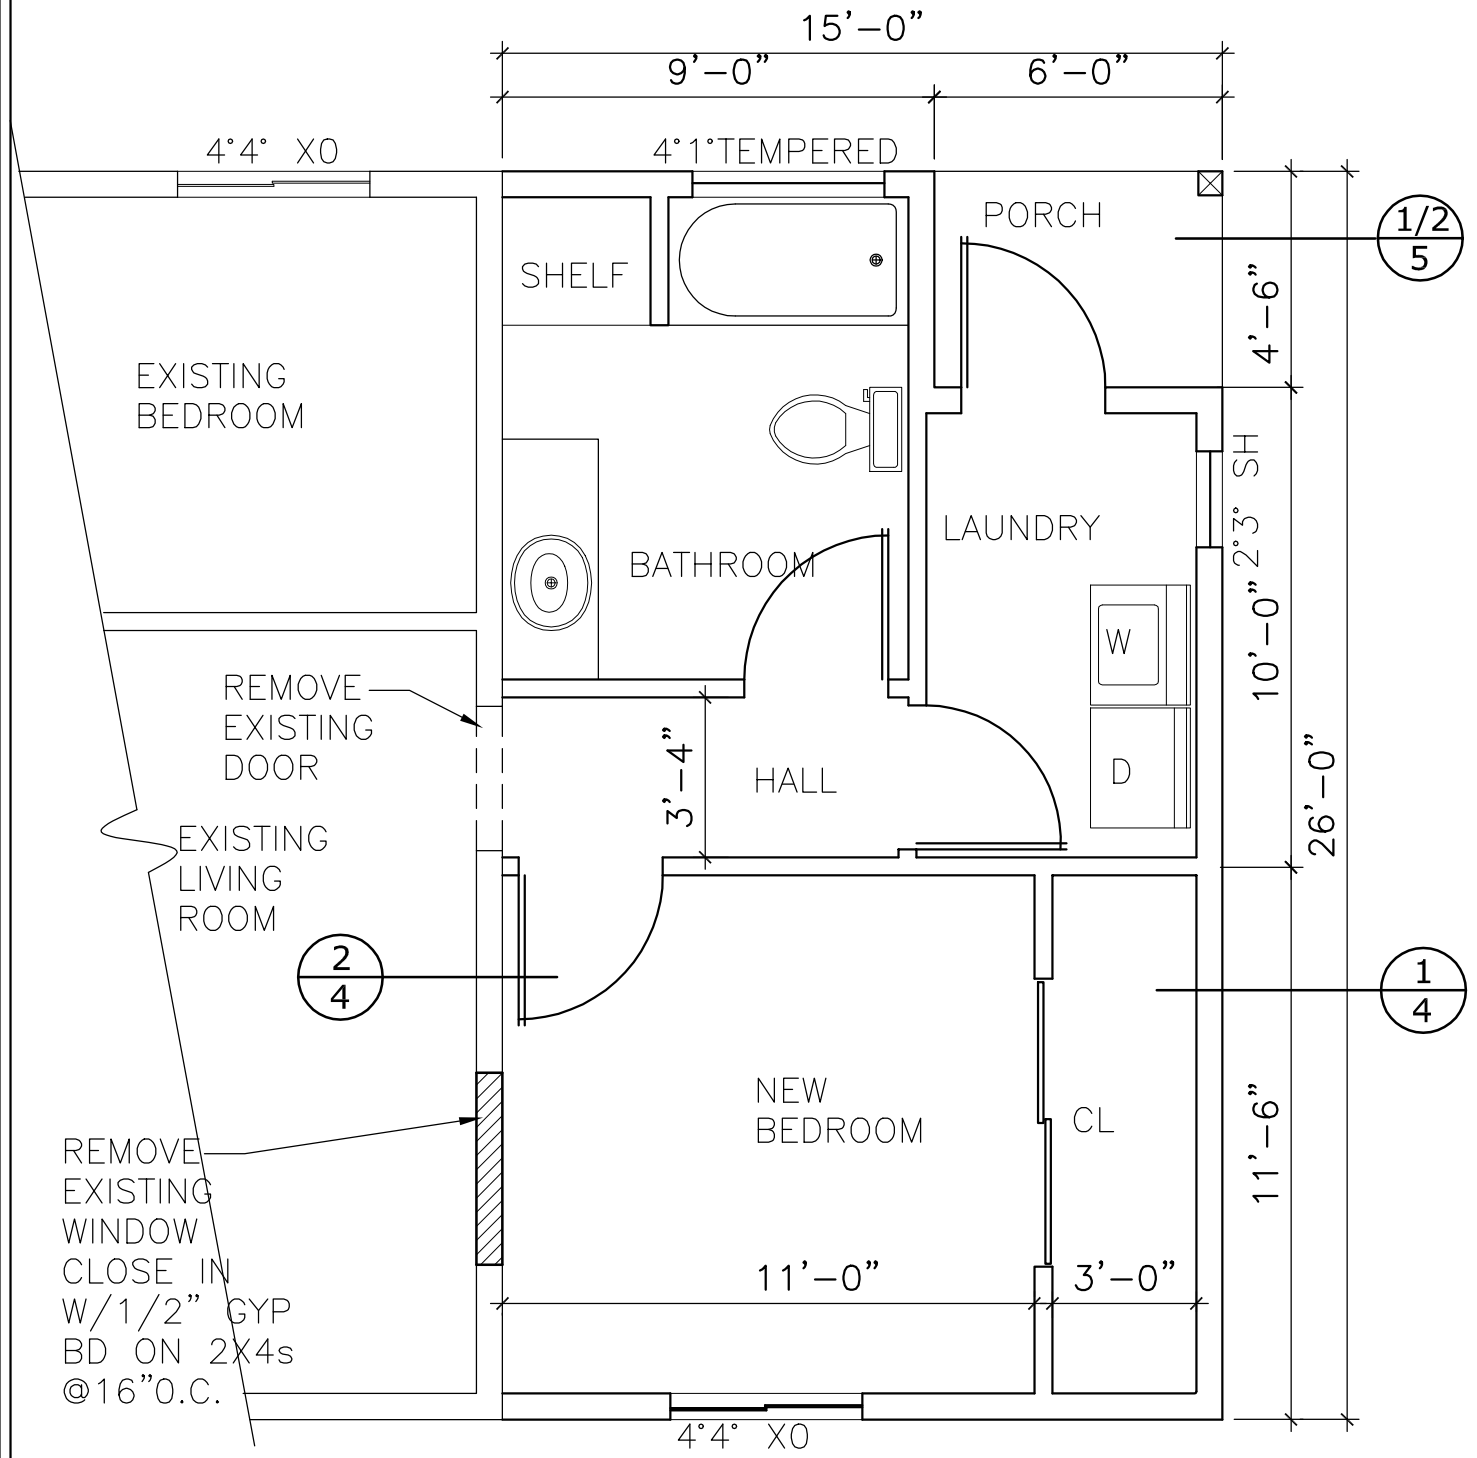 15'-0"
9'-0"
6'-0"
4°4° XO
4°1°TEMPERED
PORCH
1/2
5
SHELF
4'-6"
EXISTING
BEDROOM
2°3° SH
LAUNDRY
BATHROOM
W
10'-0"
REMOVE
EXISTING
DOOR
3'-4"
HALL
D
26'-0"
EXISTING
LIVING
ROOM
2
4
1
4
NEW
BEDROOM
CL
11'-6"
REMOVE
EXISTING
WINDOW
CLOSE IN
W/1/2" GYP
BD ON 2X4s
@16"O.C.
11'-0"
3'-0"
4°4° XO